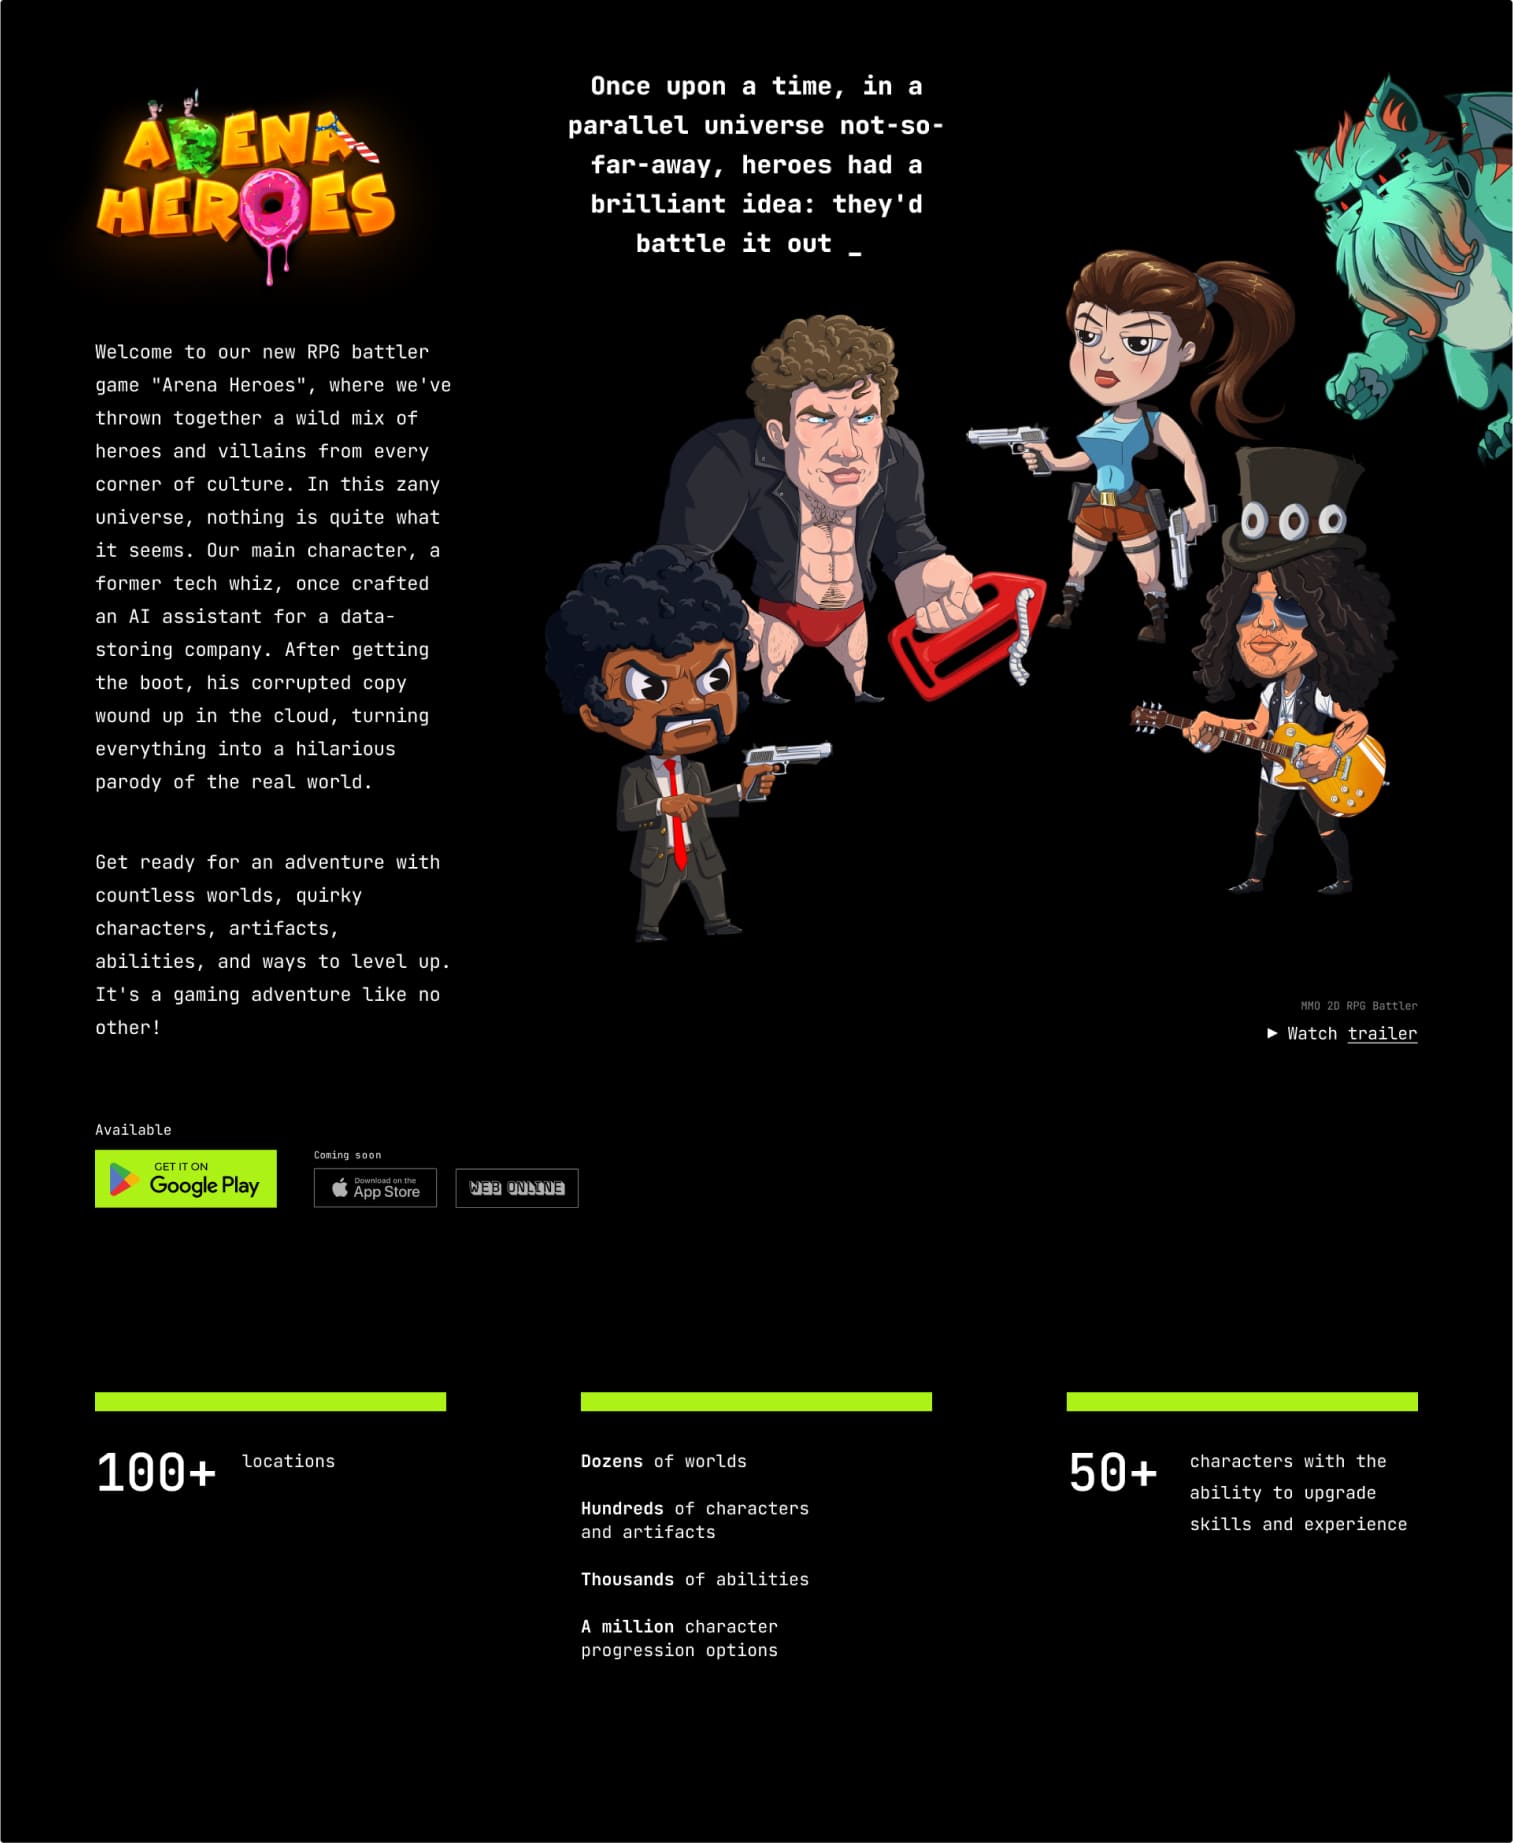 ARENA
HEROES
Once upon a time, in a
parallel universe not-so-
far-away, heroes had a
brilliant idea: they'd
battle it out _
Welcome to our new RPG battler
game "Arena Heroes", where we've
thrown together a wild mix of
heroes and villains from every
corner of culture. In this zany
universe, nothing is quite what
it seems. Our main character, a
former tech whiz, once crafted
an AI assistant for a data-
storing company. After getting
the boot, his corrupted copy
wound up in the cloud, turning
everything into a hilarious
parody of the real world.
Get ready for an adventure with
countless worlds, quirky
characters, artifacts,
abilities, and ways to level up.
It's a gaming adventure like no
other!
MMO 2D RPG Battler
▶ Watch trailer
Available
GET IT ON
Google Play
Coming soon
Download on the
App Store
WEB ONLINE
100+ locations
Dozens of worlds
Hundreds of characters
and artifacts
Thousands of abilities
A million character
progression options
50+ characters with the
ability to upgrade
skills and experience